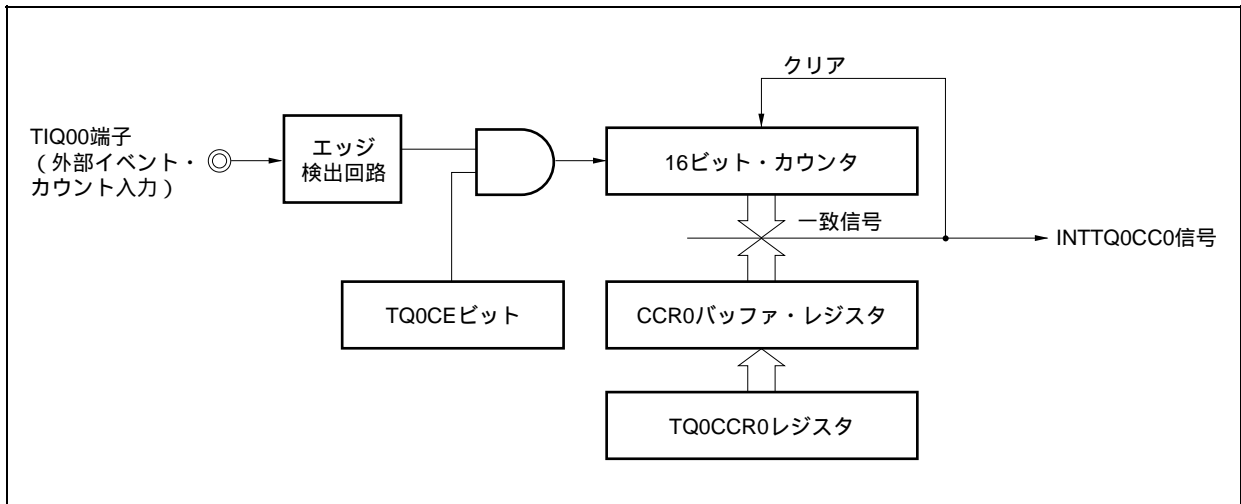 クリア
TIQ00端子
（外部イベント・
カウント入力）
エッジ
検出回路
16ビット・カウンタ
一致信号
INTTQ0CC0信号
TQ0CEビット
CCR0バッファ・レジスタ
TQ0CCR0レジスタ